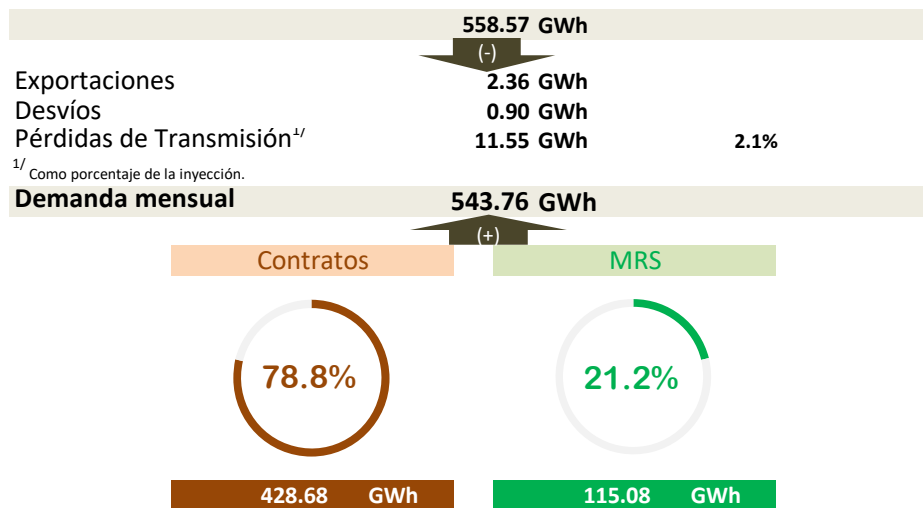 558.57 GWh
(-)
Exportaciones 2.36 GWh
Desvíos 0.90 GWh
Pérdidas de Transmisión1/ 11.55 GWh 2.1%
1/ Como porcentaje de la inyección.
Demanda mensual 543.76 GWh
(+)
Contratos MRS
78.8% 21.2%
428.68 GWh 115.08 GWh